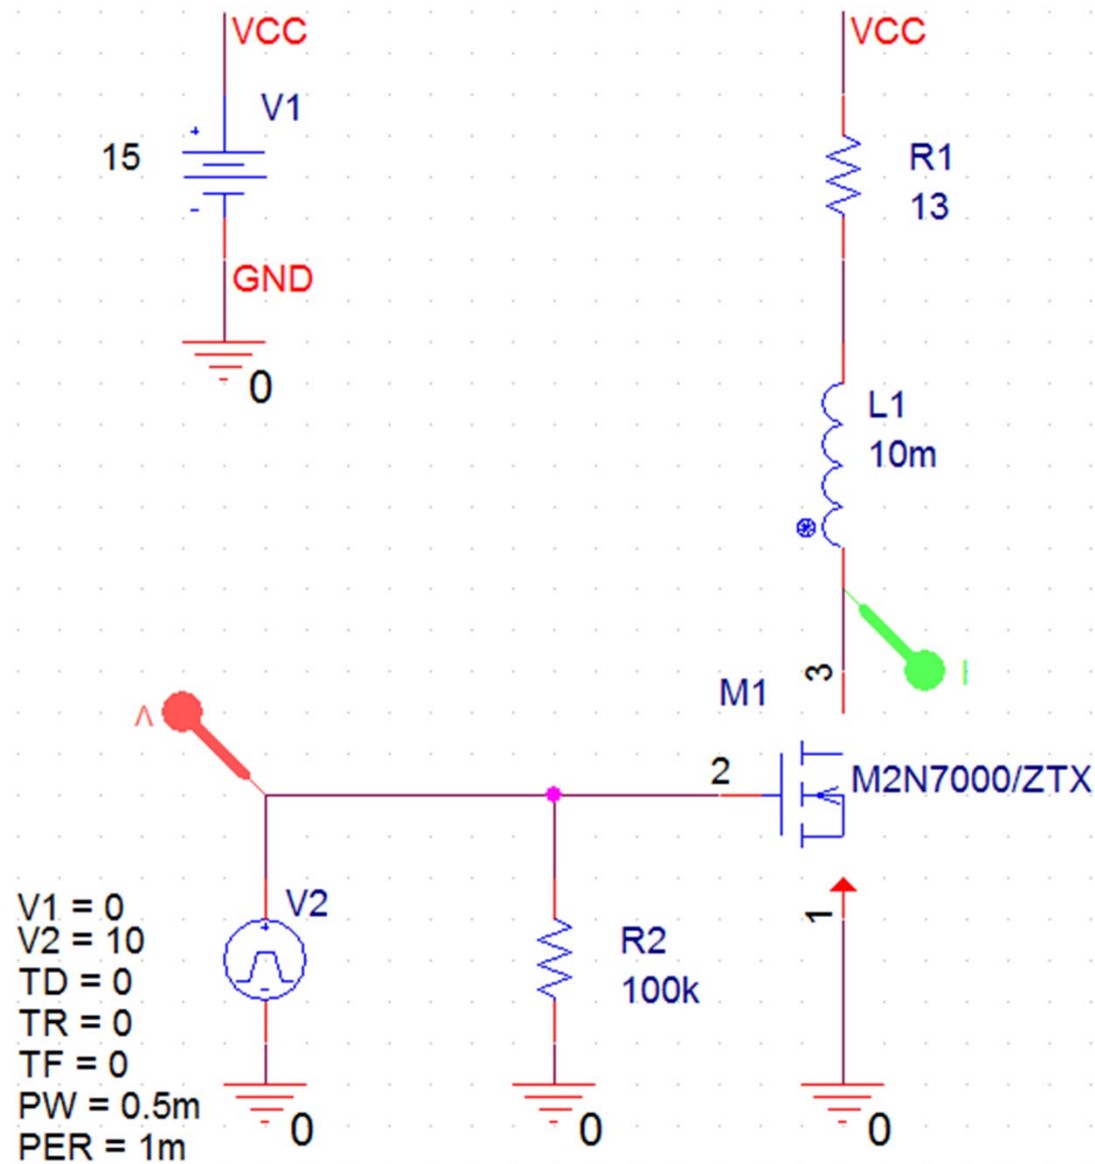 VCC
V1
15
GND
0
VCC
R1
13
L1
10m
3
I
M1
2
M2N7000/ZTX
1
V
V1 = 0
V2 = 10
TD = 0
TR = 0
TF = 0
PW = 0.5m
PER = 1m
V2
R2
100k
0
0
0